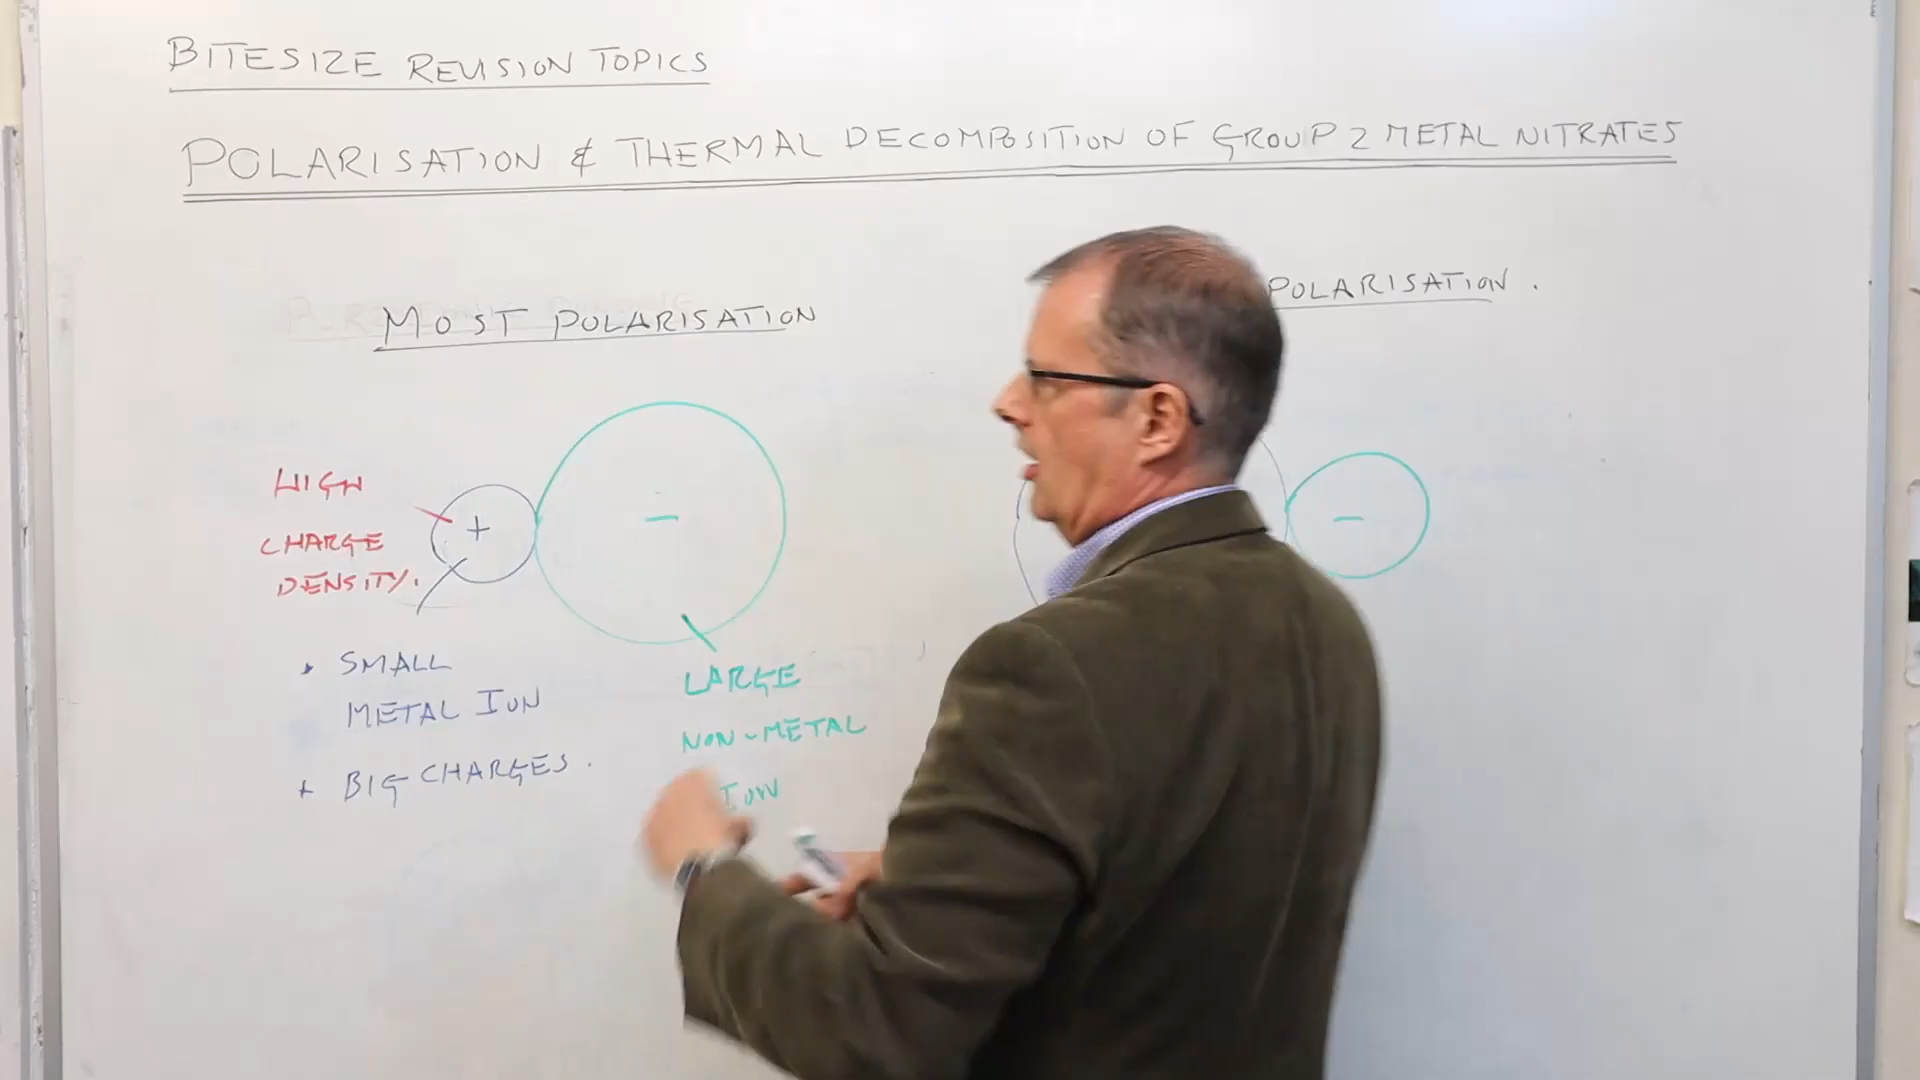 BITESIZE REVISION TOPICS
POLARISATION & THERMAL DECOMPOSITION OF GROUP 2 METAL NITRATES
MOST POLARISATION
HIGH
CHARGE
DENSITY.
+
-
SMALL
METAL ION
BIG CHARGES.
LARGE
NON-METAL
ION
POLARISATION.
-